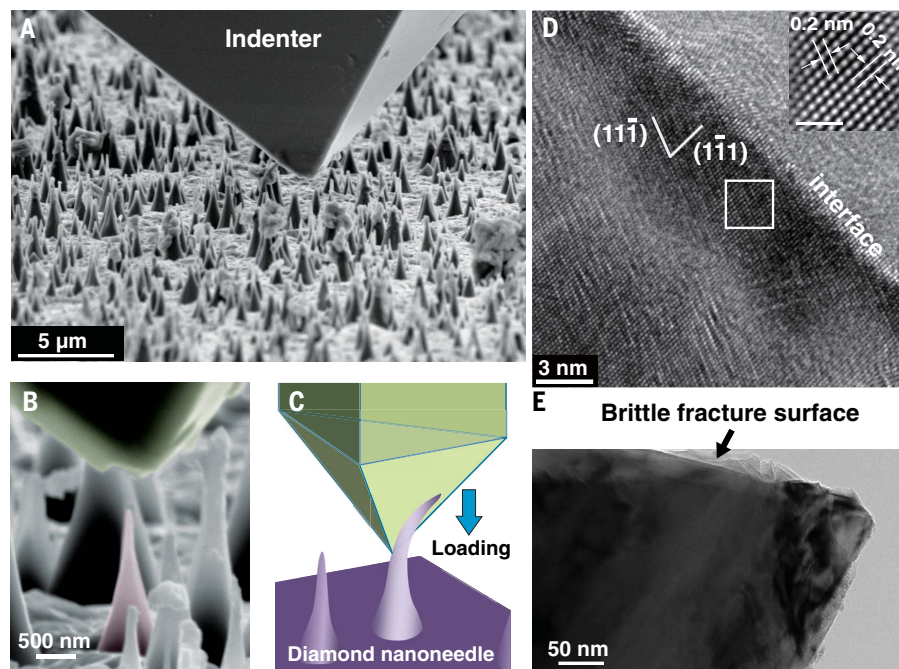 A
Indenter
5 μm
B
500 nm
C
Loading
Diamond nanoneedle
D
0.2 nm
0.2 nm
(111̄)
(11̄1)
interface
3 nm
E
Brittle fracture surface
50 nm